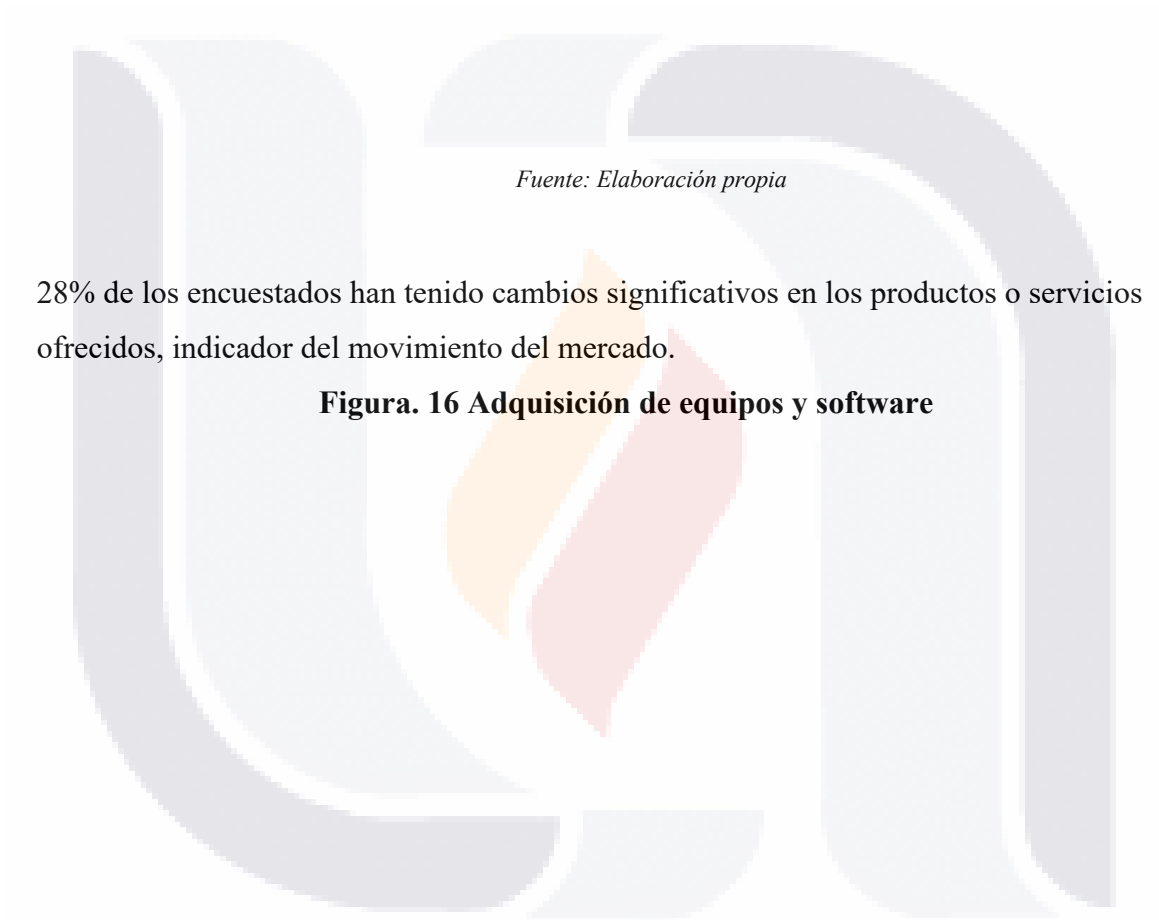 Fuente: Elaboración propia
28% de los encuestados han tenido cambios significativos en los productos o servicios
ofrecidos, indicador del movimiento del mercado.
Figura. 16 Adquisición de equipos y software